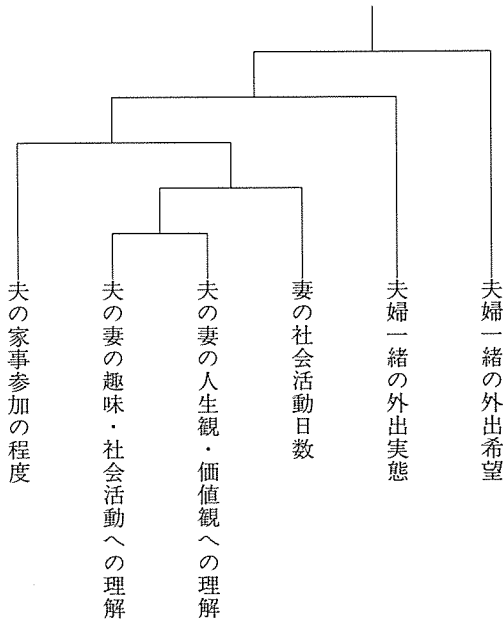 夫婦一緒の外出希望
夫婦一緒の外出実態
妻の社会活動日数
夫の妻の人生観・価値観への理解
夫の妻の趣味・社会活動への理解
夫の家事参加の程度